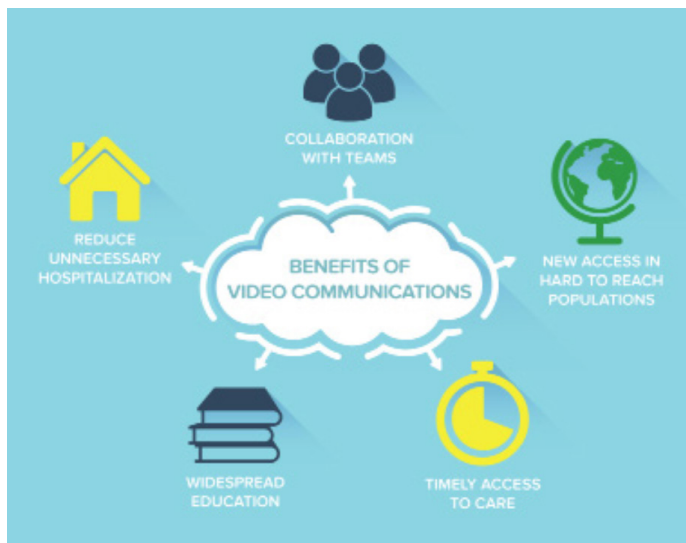 COLLABORATION
WITH TEAMS
REDUCE
UNNECESSARY
HOSPITALIZATION
BENEFITS OF
VIDEO COMMUNICATIONS
NEW ACCESS IN
HARD TO REACH
POPULATIONS
WIDESPREAD
EDUCATION
TIMELY ACCESS
TO CARE